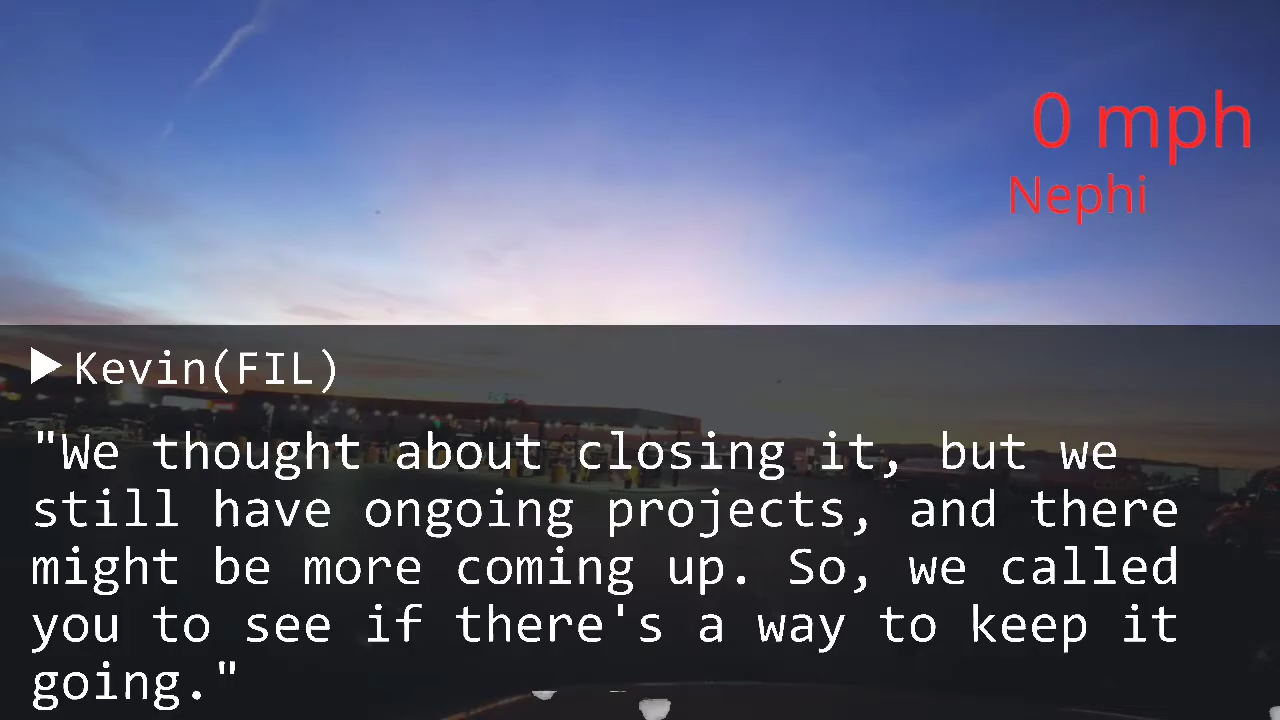 0 mph
Nephi
Kevin(FIL)
"We thought about closing it, but we
still have ongoing projects, and there
might be more coming up. So, we called
you to see if there's a way to keep it
going."